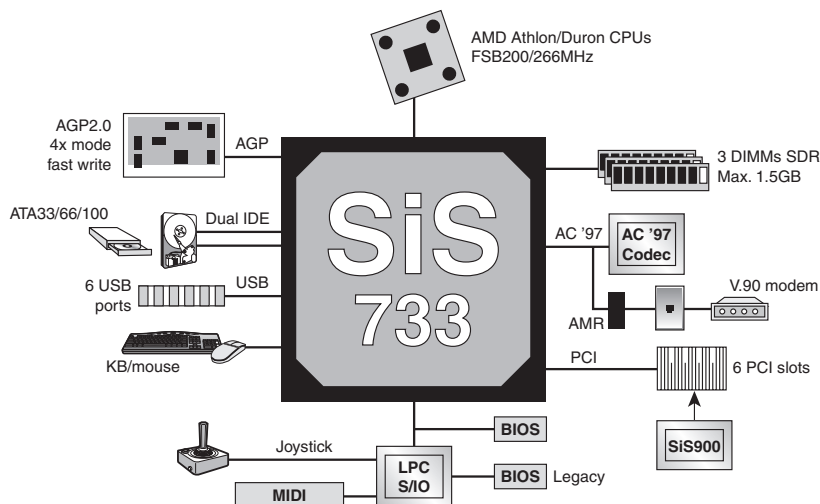 AMD Athlon/Duron CPUs
FSB200/266MHz
AGP2.0
4x mode
fast write
AGP
3 DIMMs SDR
Max. 1.5GB
ATA33/66/100
Dual IDE
SiS
733
AC '97
AC '97
Codec
6 USB
ports
USB
V.90 modem
AMR
KB/mouse
PCI
6 PCI slots
BIOS
SiS900
Joystick
LPC
S/IO
BIOS
Legacy
MIDI